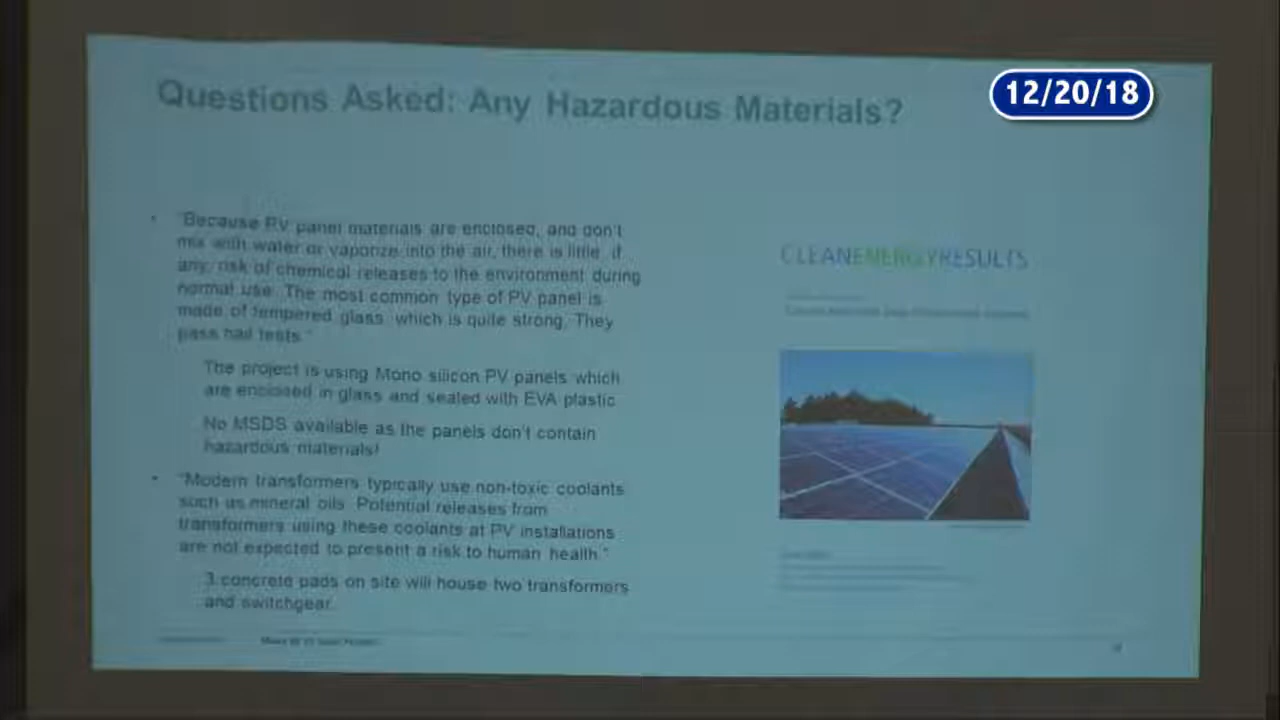 12/20/18
Questions Asked: Any Hazardous Materials?
• "Because PV panel materials are enclosed, and don't
mix with water or vaporize into the air, there is little, if
any, risk of chemical releases to the environment during
normal use. The most common type of PV panel is
made of tempered glass, which is quite strong. They
pass hail tests."
The project is using Mono silicon PV panels which
are enclosed in glass and sealed with EVA plastic
No MSDS available as the panels don't contain
hazardous materials!
• "Modern transformers typically use non-toxic coolants
such as mineral oils. Potential releases from
transformers using these coolants at PV installations
are not expected to present a risk to human health."
3 concrete pads on site will house two transformers
and switchgear.
CLEANENERGYRESULTS